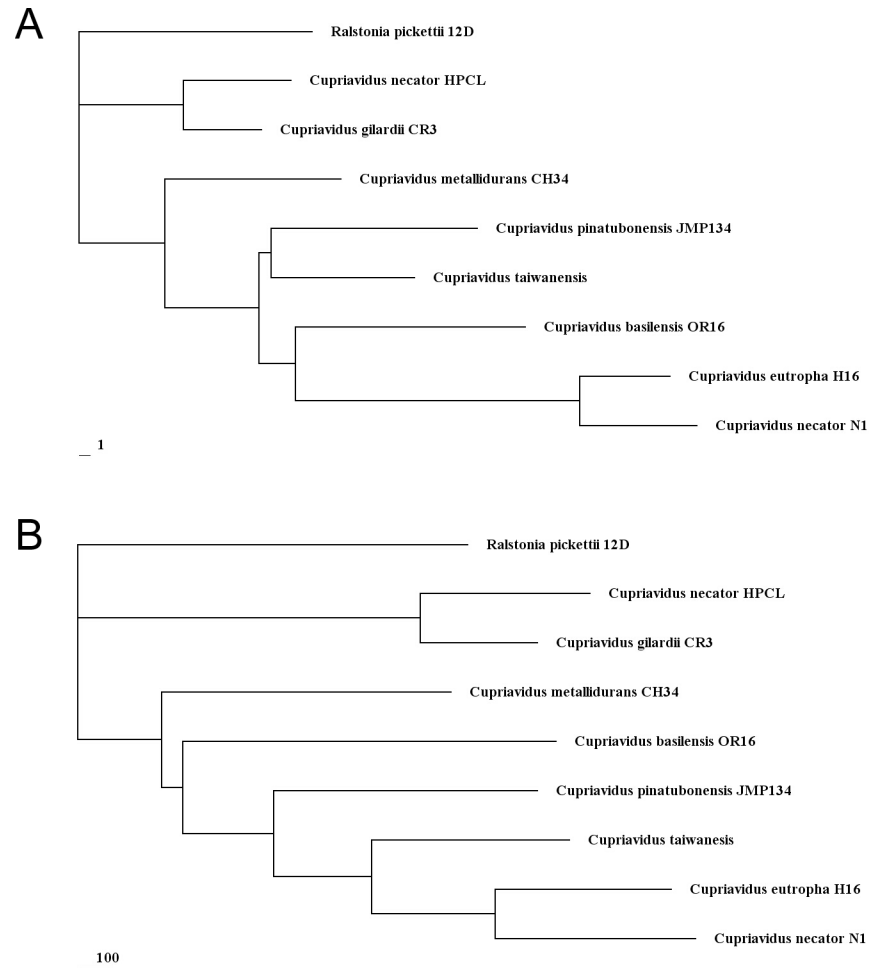 A
Ralstonia pickettii 12D
Cupriavidus necator HPCL
Cupriavidus gilardii CR3
Cupriavidus metallidurans CH34
Cupriavidus pinatubonensis JMP134
Cupriavidus taiwanensis
Cupriavidus basilensis OR16
Cupriavidus eutropha H16
Cupriavidus necator N1
1
B
Ralstonia pickettii 12D
Cupriavidus necator HPCL
Cupriavidus gilardii CR3
Cupriavidus metallidurans CH34
Cupriavidus basilensis OR16
Cupriavidus pinatubonensis JMP134
Cupriavidus taiwanesis
Cupriavidus eutropha H16
Cupriavidus necator N1
100